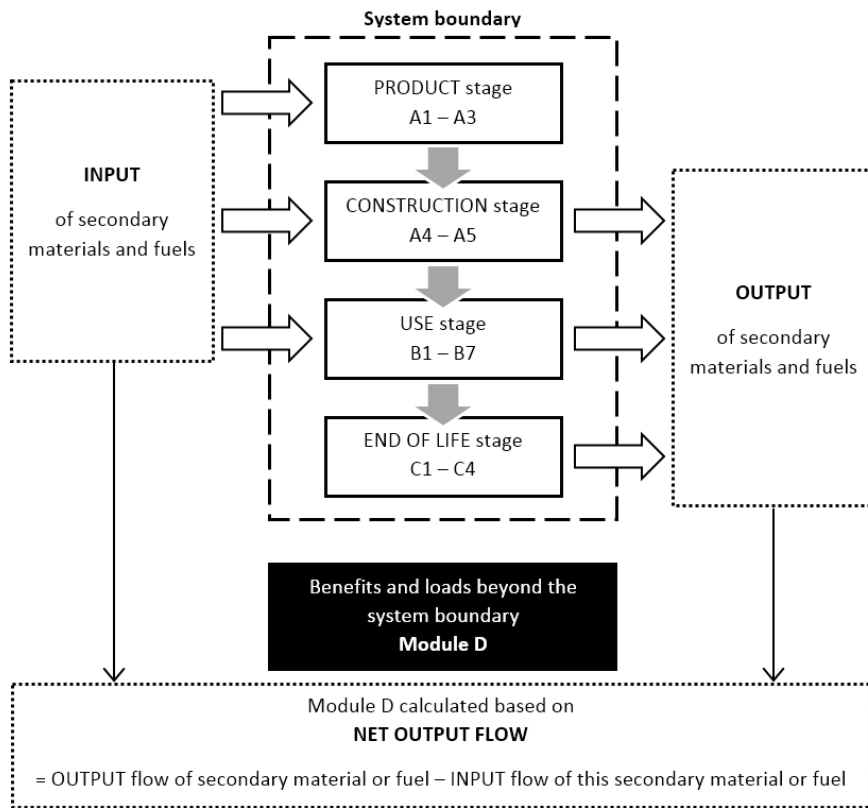 System boundary
PRODUCT stage
A1 – A3
INPUT
of secondary
materials and fuels
CONSTRUCTION stage
A4 – A5
USE stage
B1 – B7
END OF LIFE stage
C1 – C4
OUTPUT
of secondary
materials and fuels
Benefits and loads beyond the
system boundary
Module D
Module D calculated based on
NET OUTPUT FLOW
= OUTPUT flow of secondary material or fuel – INPUT flow of this secondary material or fuel